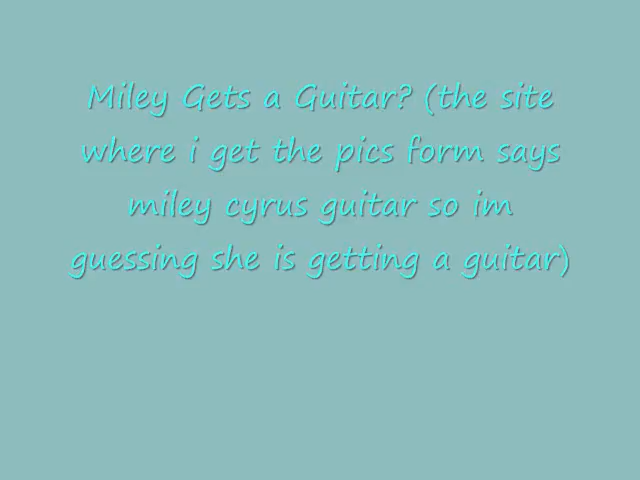 Miley Gets a Guitar? (the site
where i get the pics form says
miley cyrus guitar so im
guessing she is getting a guitar)